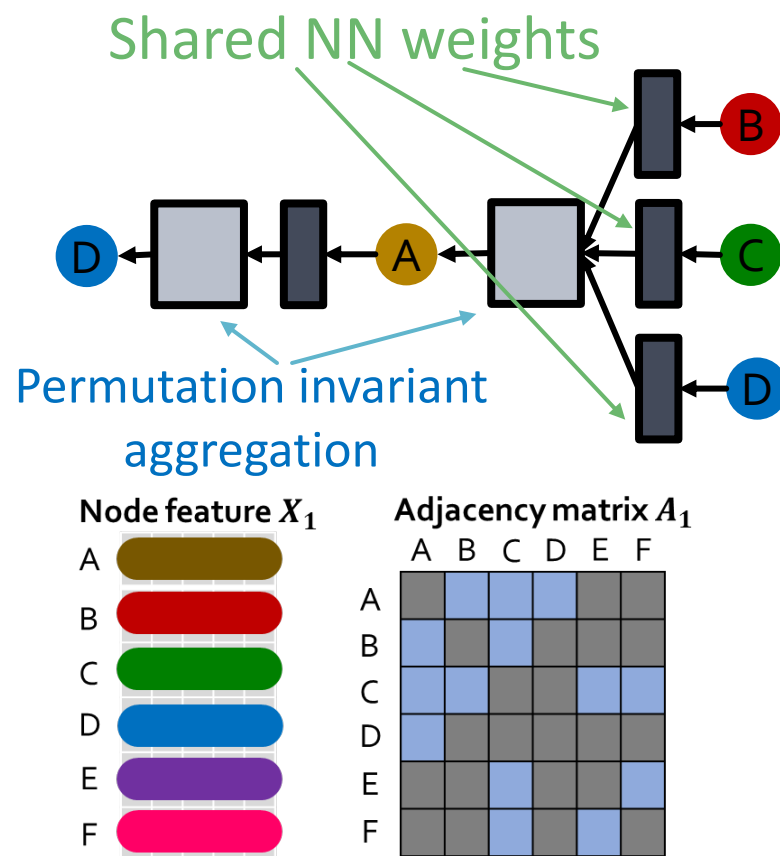 Shared NN weights
B
D
A
C
D
Permutation invariant
aggregation
Node feature X₁
A
B
C
D
E
F
Adjacency matrix A₁
A B C D E F
A
B
C
D
E
F